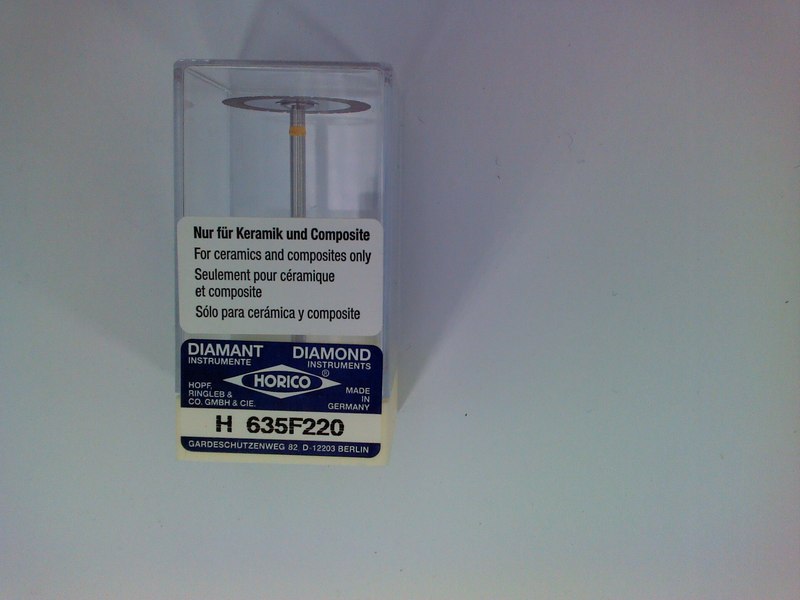 Nur für Keramik und Composite
For ceramics and composites only
Seulement pour céramique
et composite
Sólo para cerámica y composite
DIAMANT
INSTRUMENTE
DIAMOND
INSTRUMENTS
HORICO ®
HOPF,
RINGLEB &
CO. GMBH & CIE.
MADE
IN
GERMANY
H 635F220
GARDESCHUTZENWEG 82 D-12203 BERLIN